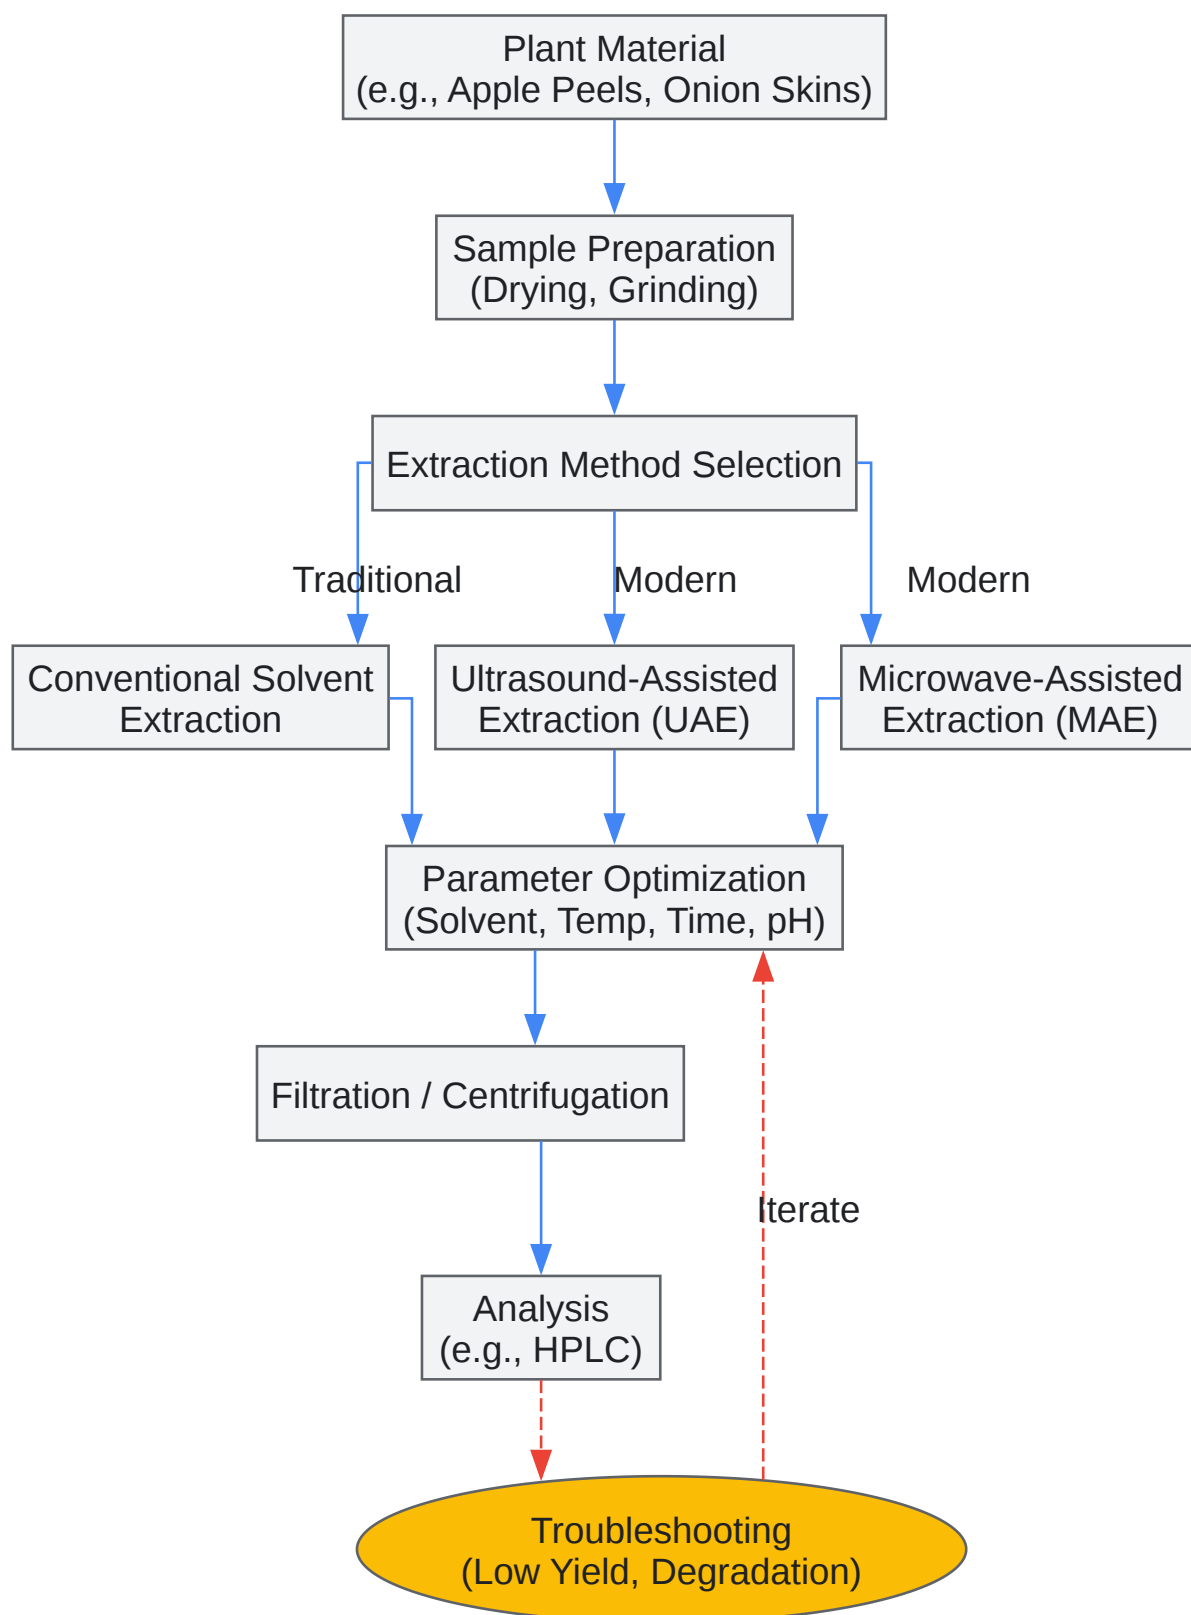 Plant Material
(e.g., Apple Peels, Onion Skins)
Sample Preparation
(Drying, Grinding)
Extraction Method Selection
Traditional
Modern
Modern
Conventional Solvent
Extraction
Ultrasound-Assisted
Extraction (UAE)
Microwave-Assisted
Extraction (MAE)
Parameter Optimization
(Solvent, Temp, Time, pH)
Filtration / Centrifugation
Iterate
Analysis
(e.g., HPLC)
Troubleshooting
(Low Yield, Degradation)